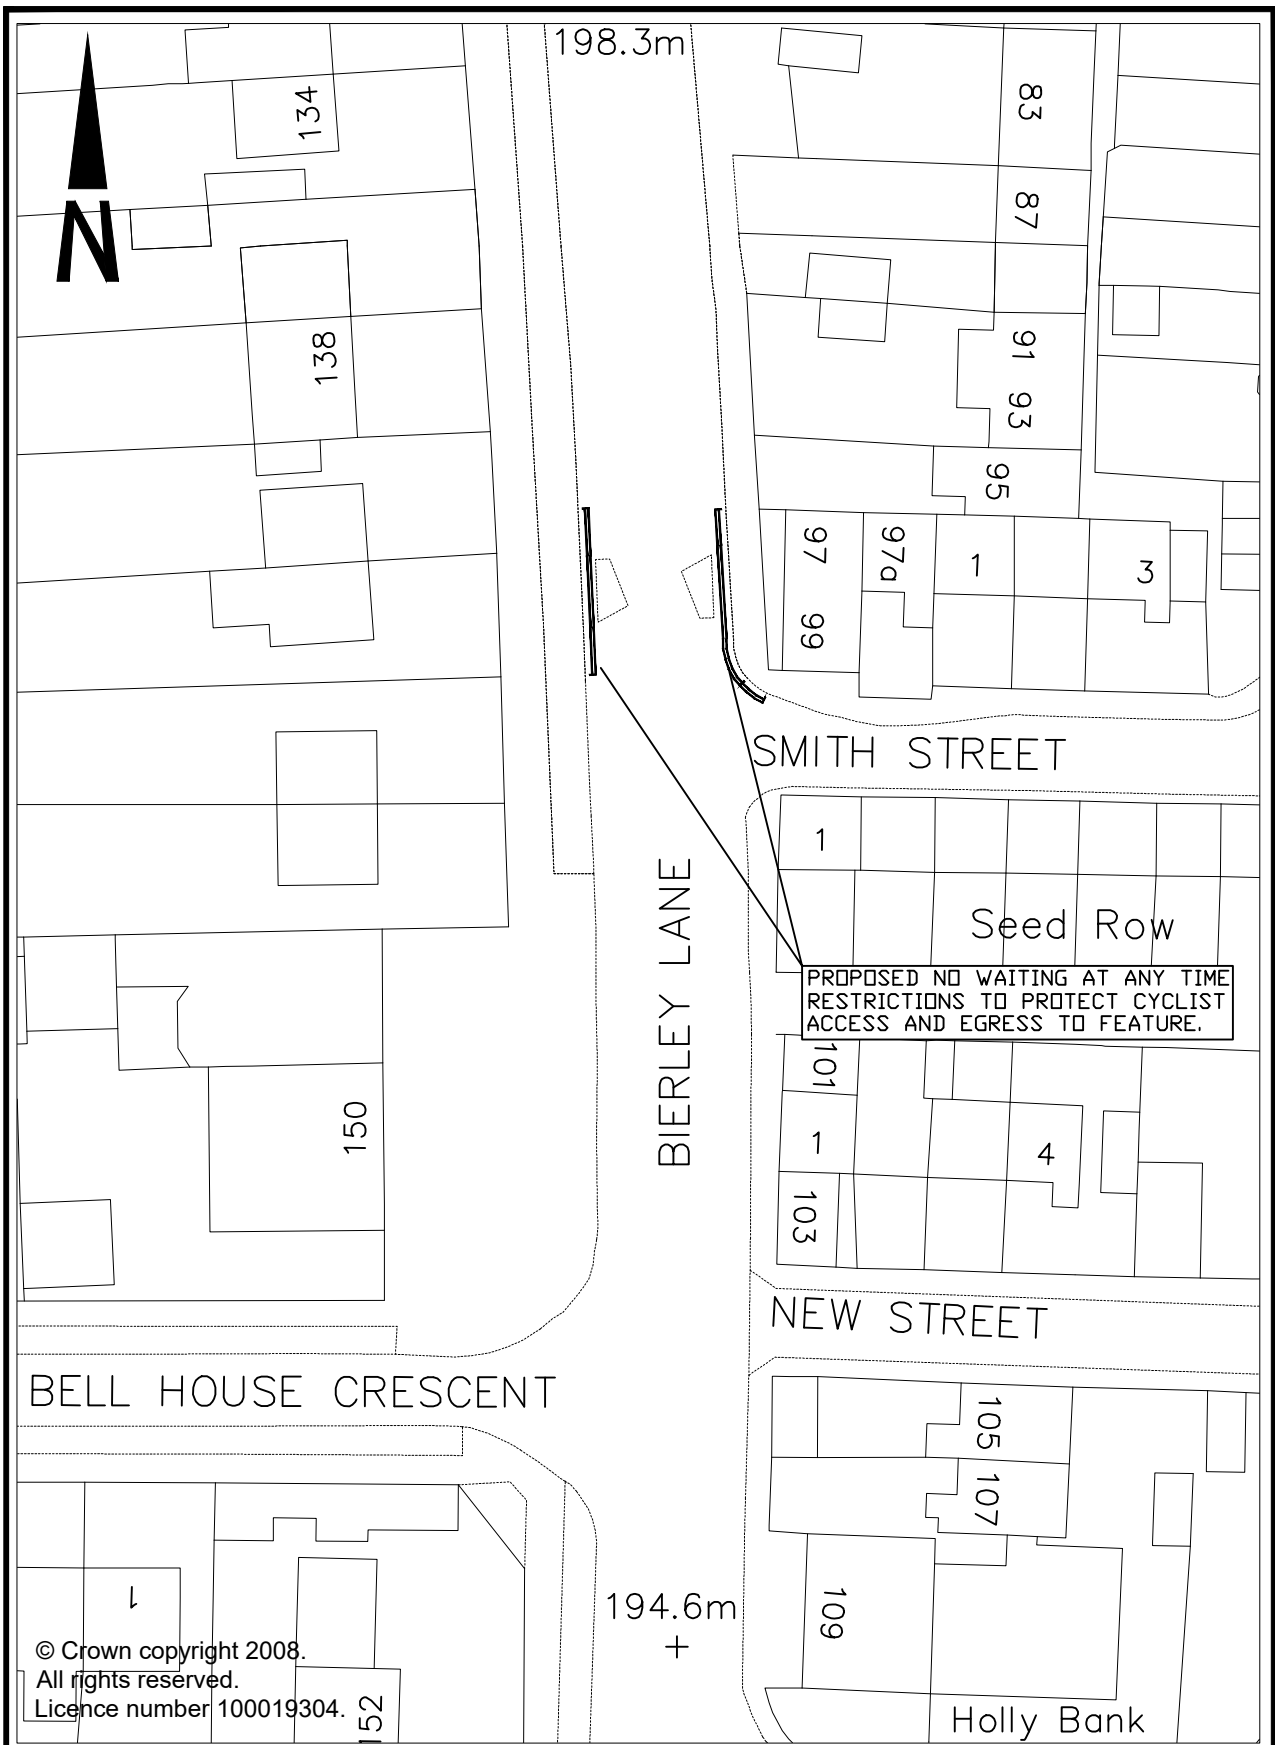 198.3m
134
83
N
87
138
91
93
95
97
97a
1
3
99
SMITH STREET
1
BIERLEY LANE
Seed Row
PROPOSED NO WAITING AT ANY TIME
RESTRICTIONS TO PROTECT CYCLIST
ACCESS AND EGRESS TO FEATURE.
101
150
1
4
103
NEW STREET
BELL HOUSE CRESCENT
105
107
1
194.6m
109
© Crown copyright 2008.
All rights reserved.
Licence number 100019304.
152
Holly Bank